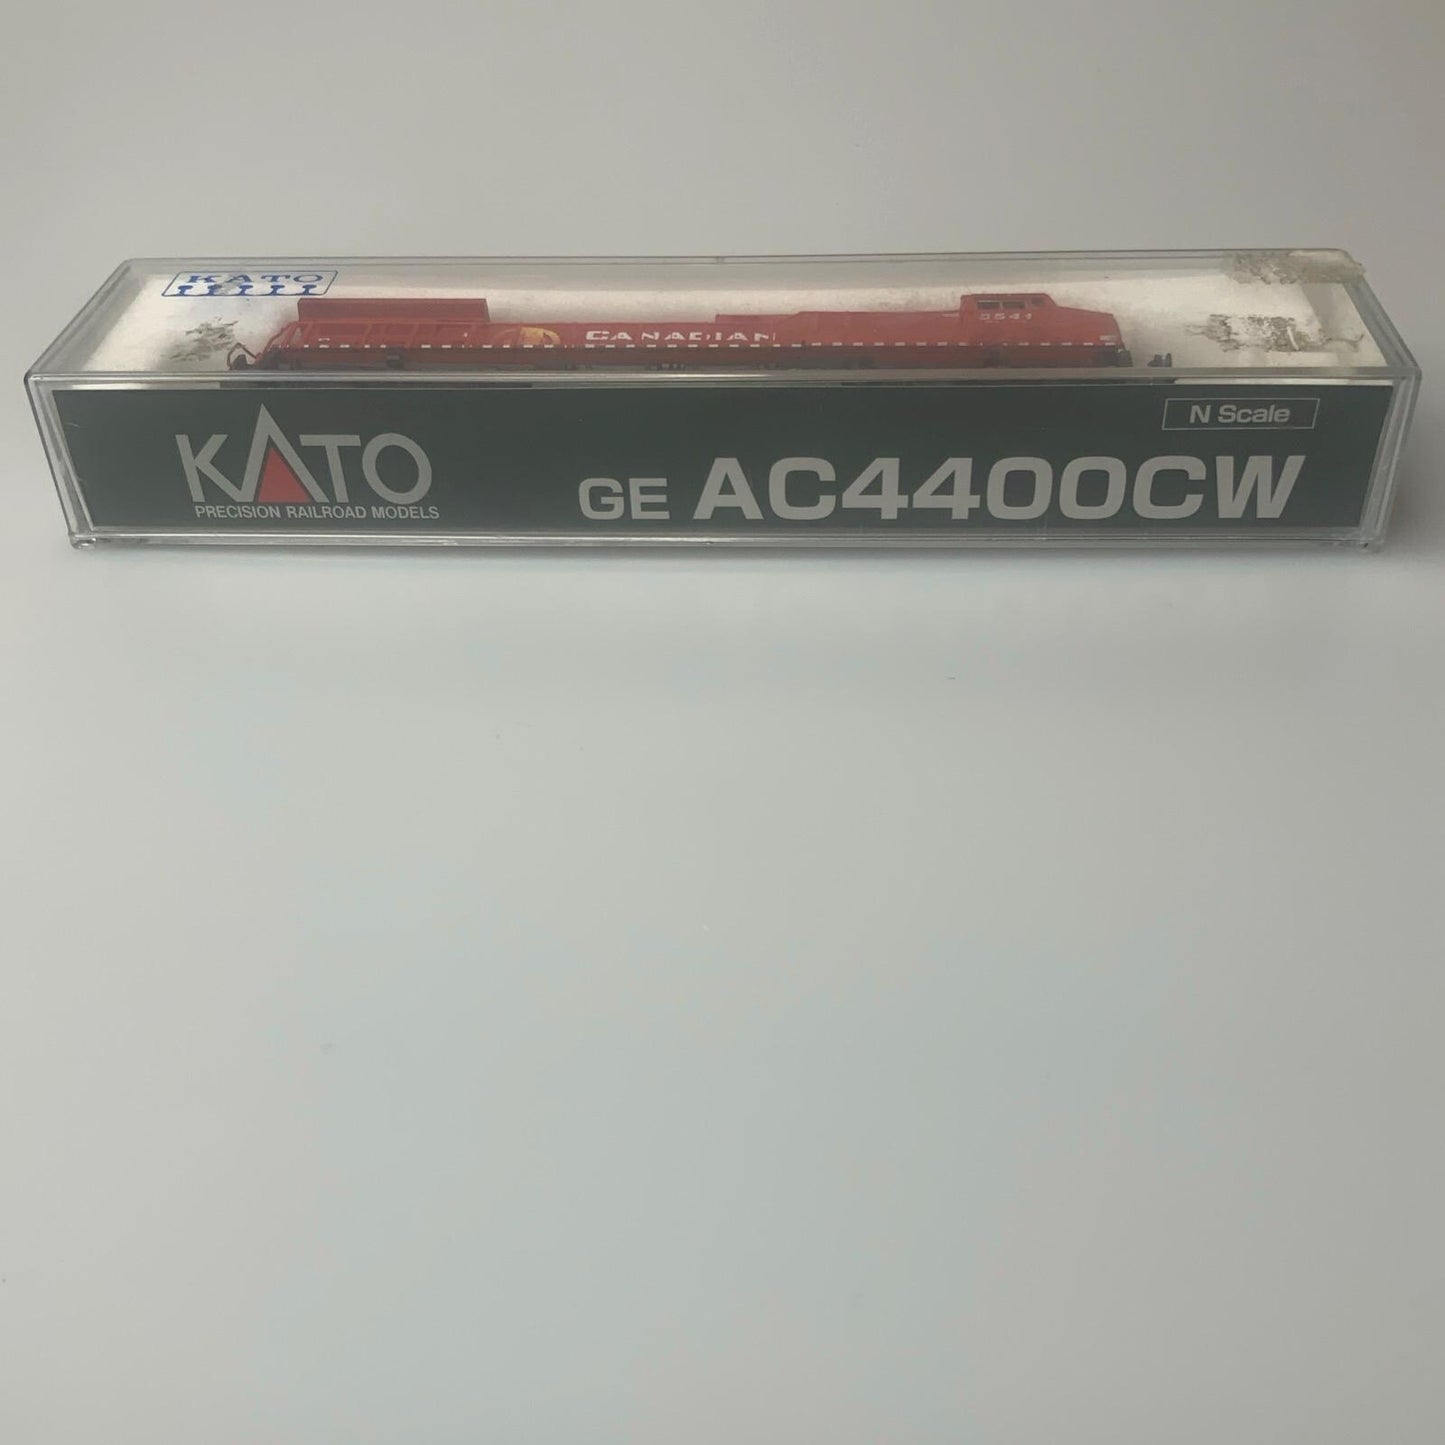 KATO
CANADIAN
N Scale
KATO
PRECISION RAILROAD MODELS
GE AC4400CW